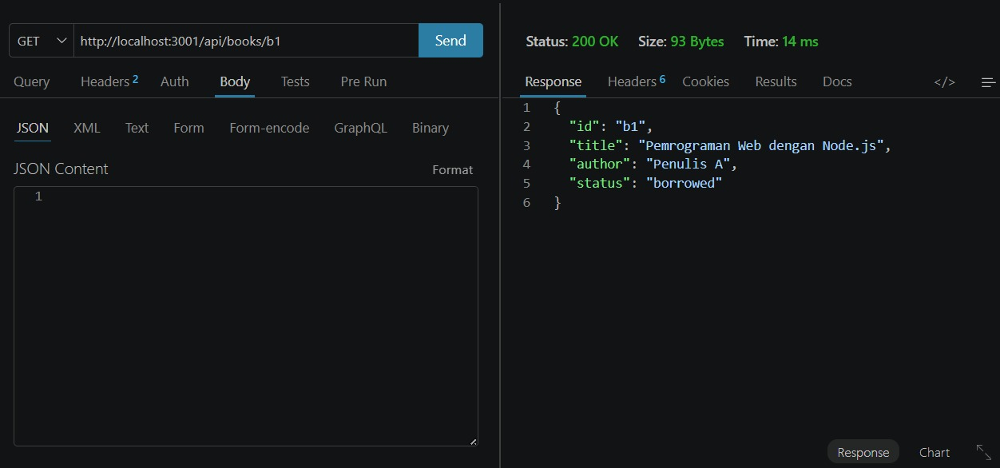 GET http://localhost:3001/api/books/b1 Send
Query Headers 2 Auth Body Tests Pre Run
JSON XML Text Form Form-encode GraphQL Binary
JSON Content Format
1
Status: 200 OK Size: 93 Bytes Time: 14 ms
Response Headers 6 Cookies Results Docs </>
1 {
2 "id": "b1",
3 "title": "Pemrograman Web dengan Node.js",
4 "author": "Penulis A",
5 "status": "borrowed"
6 }
Response Chart